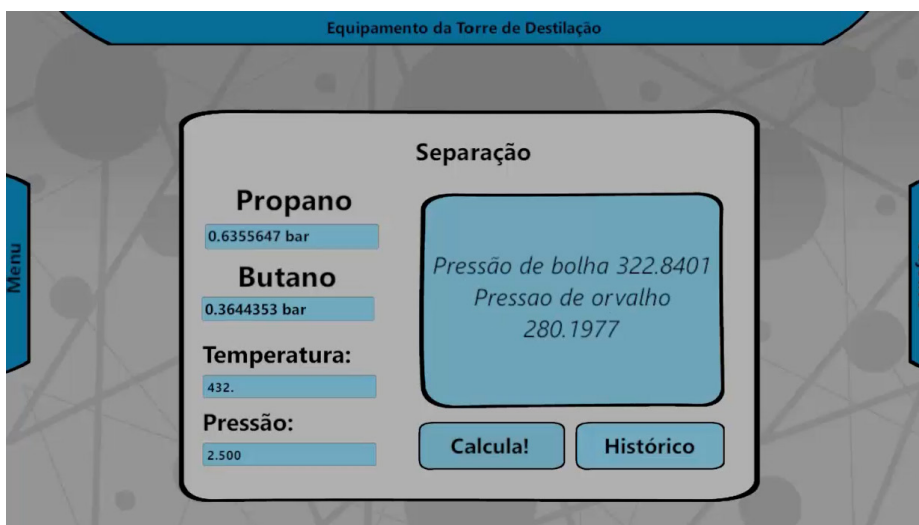 Equipamento da Torre de Destilação
Menu
Separação
Propano
0.6355647 bar
Butano
0.3644353 bar
Temperatura:
432.
Pressão:
2.500
Pressão de bolha 322.8401
Pressao de orvalho
280.1977
Calcula!
Histórico